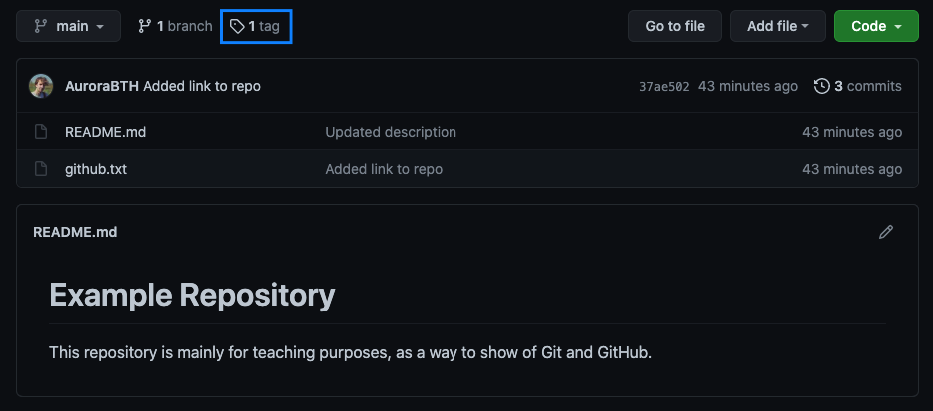 main 1 branch 1 tag Go to file Add file Code
AuroraBTH Added link to repo 37ae502 43 minutes ago 3 commits
README.md Updated description 43 minutes ago
github.txt Added link to repo 43 minutes ago
README.md
Example Repository
This repository is mainly for teaching purposes, as a way to show of Git and GitHub.